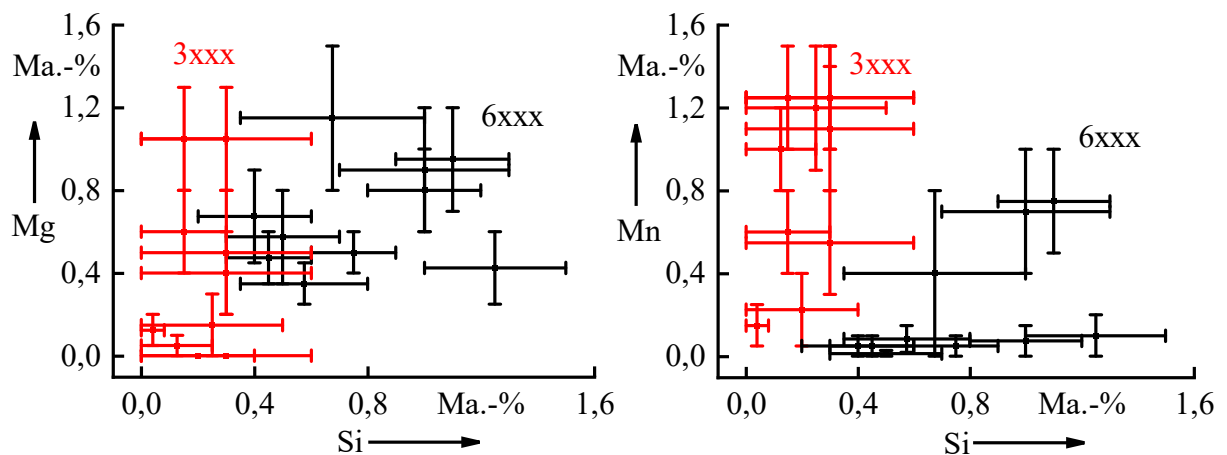 1,6
Ma.-%
1,2
0,8
Mg
0,4
0,0
3xxx
6xxx
0,0 0,4 0,8 Ma.-% 1,6
Si
1,6
Ma.-%
1,2
0,8
Mn
0,4
0,0
3xxx
6xxx
0,0 0,4 0,8 Ma.-% 1,6
Si